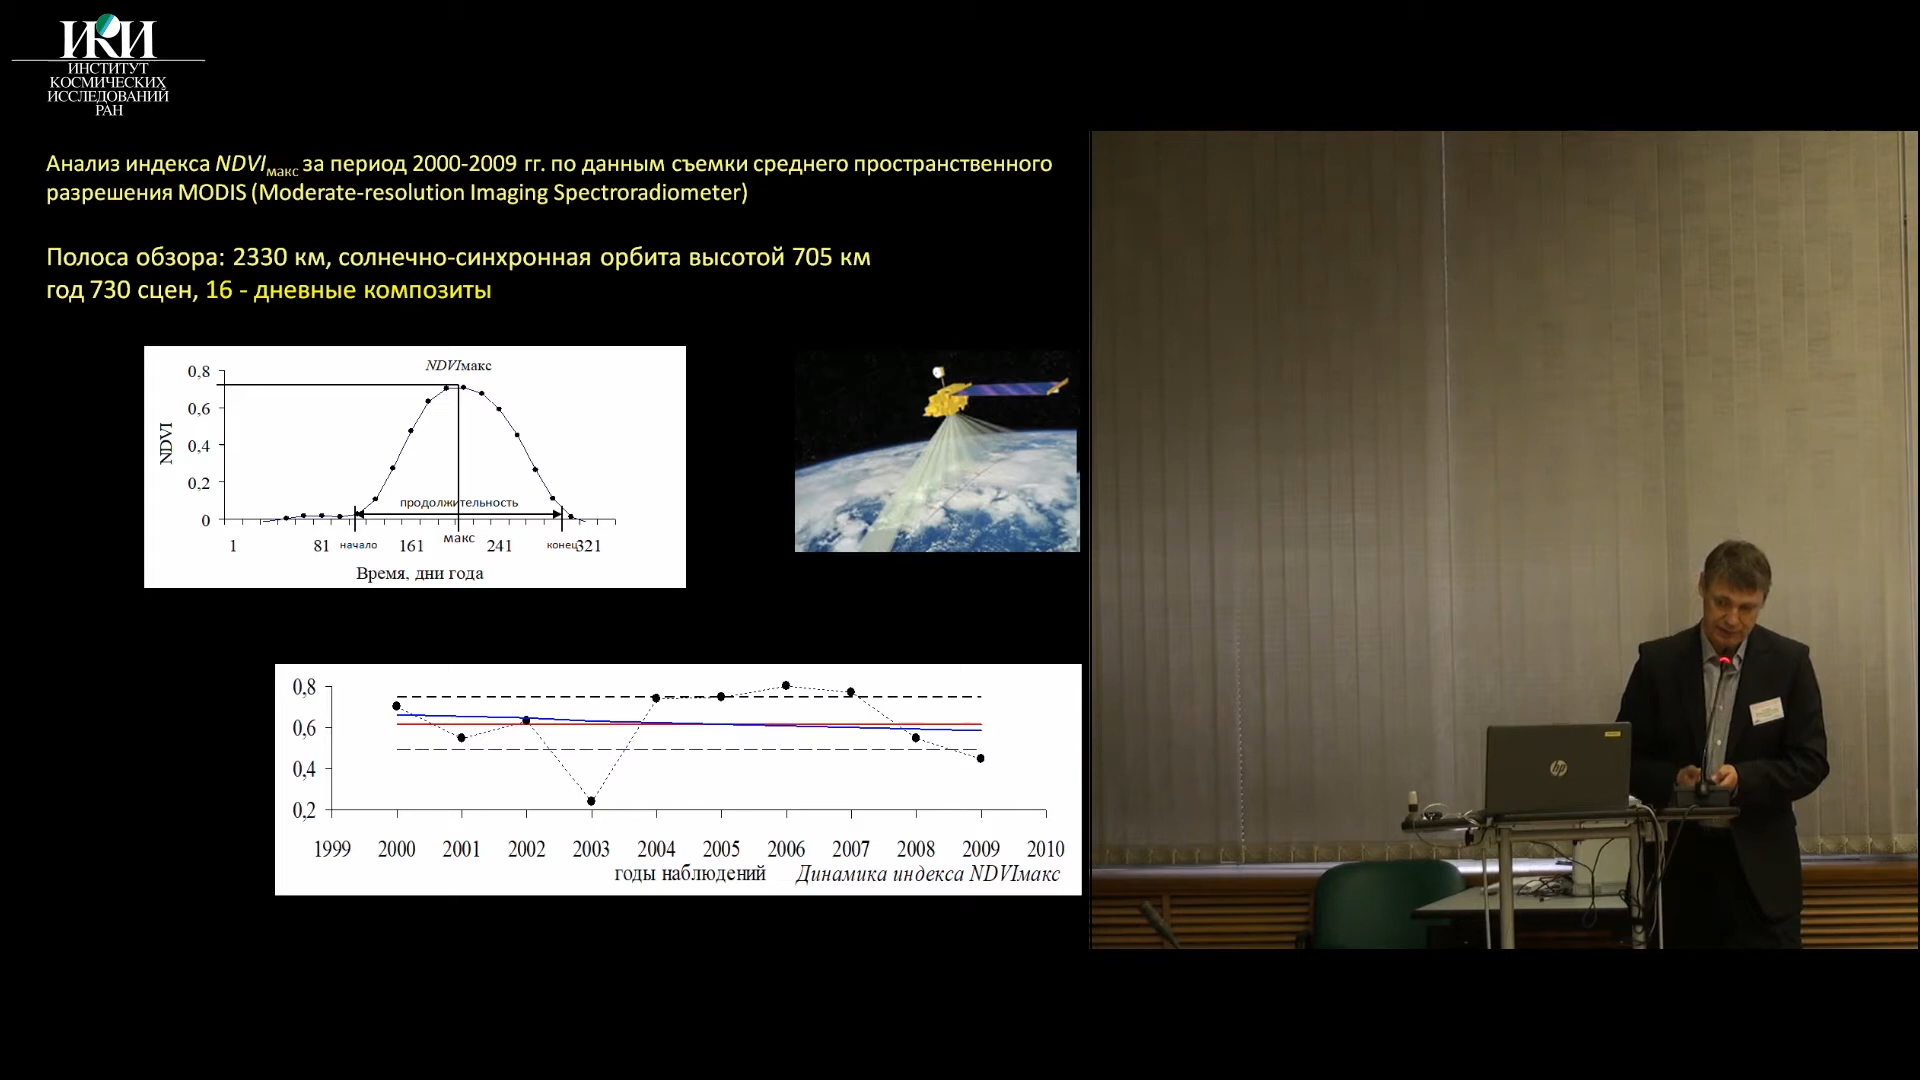 ИКИ
ИНСТИТУТ
КОСМИЧЕСКИХ
ИССЛЕДОВАНИЙ
РАН
Анализ индекса NDVIмакс за период 2000-2009 гг. по данным съемки среднего пространственного
разрешения MODIS (Moderate-resolution Imaging Spectroradiometer)
Полоса обзора: 2330 км, солнечно-синхронная орбита высотой 705 км
год 730 сцен, 16 - дневные композиты
NDVIмакс
0,8
0,6
0,4
0,2
0
NDVI
продолжительность
1 81 начало 161 макс 241 конец 321
Время, дни года
0,8
0,6
0,4
0,2
1999 2000 2001 2002 2003 2004 2005 2006 2007 2008 2009 2010
годы наблюдений Динамика индекса NDVIмакс
hp